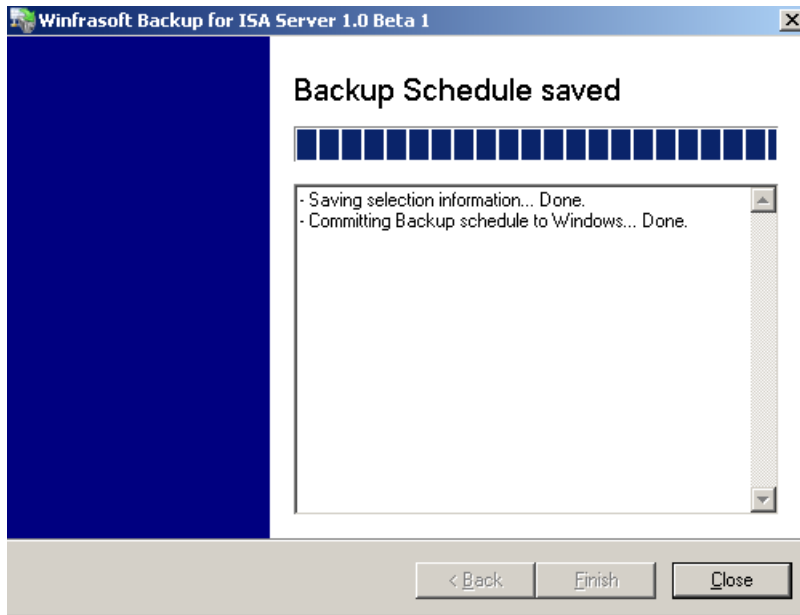 Winfrasoft Backup for ISA Server 1.0 Beta 1
Backup Schedule saved
- Saving selection information... Done.
- Committing Backup schedule to Windows... Done.
< Back
Finish
Close